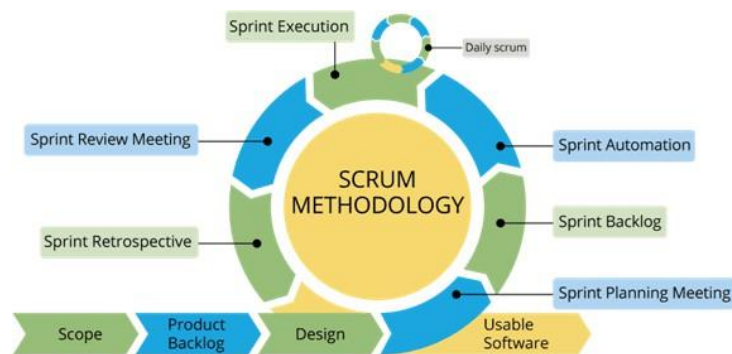 Sprint Execution
Daily scrum
Sprint Review Meeting
Sprint Automation
SCRUM
METHODOLOGY
Sprint Backlog
Sprint Retrospective
Sprint Planning Meeting
Scope
Product
Backlog
Design
Usable
Software